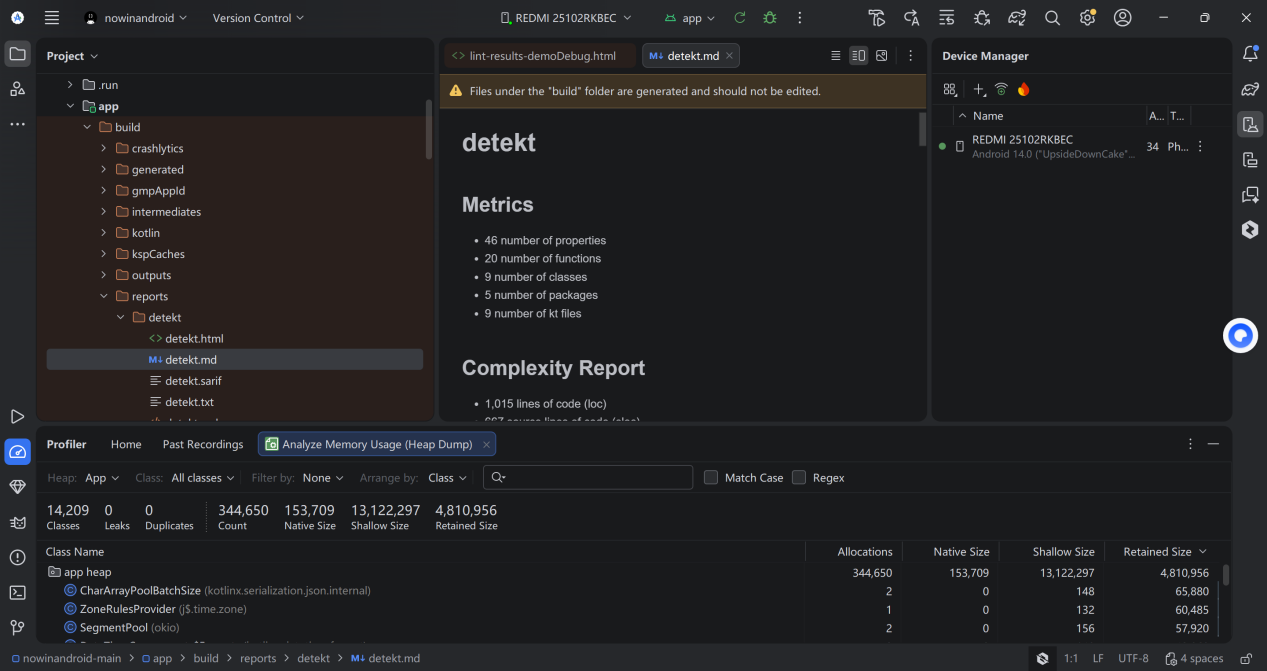 nowinandroid
Version Control
REDMI 25102RKBEC
app
Project
.run
app
build
crashlytics
generated
gmpAppId
intermediates
kotlin
kspCaches
outputs
reports
detekt
<> detekt.html
M↓ detekt.md
detekt.sarif
detekt.txt
<> lint-results-demoDebug.html
M↓ detekt.md
Files under the "build" folder are generated and should not be edited.
detekt
Metrics
• 46 number of properties
• 20 number of functions
• 9 number of classes
• 5 number of packages
• 9 number of kt files
Complexity Report
• 1,015 lines of code (loc)
Device Manager
Name A... T...
REDMI 25102RKBEC 34 Ph...
Android 14.0 ("UpsideDownCake"...
Profiler Home Past Recordings Analyze Memory Usage (Heap Dump)
Heap: App Class: All classes Filter by: None Arrange by: Class Match Case Regex
14,209 0 0 344,650 153,709 13,122,297 4,810,956
Classes Leaks Duplicates Count Native Size Shallow Size Retained Size
Class Name Allocations Native Size Shallow Size Retained Size
app heap 344,650 153,709 13,122,297 4,810,956
CharArrayPoolBatchSize (kotlinx.serialization.json.internal) 2 0 148 65,880
ZoneRulesProvider (j$.time.zone) 1 0 132 60,485
SegmentPool (okio) 2 0 156 57,920
nowinandroid-main > app > build > reports > detekt > M↓ detekt.md
1:1 LF UTF-8 4 spaces